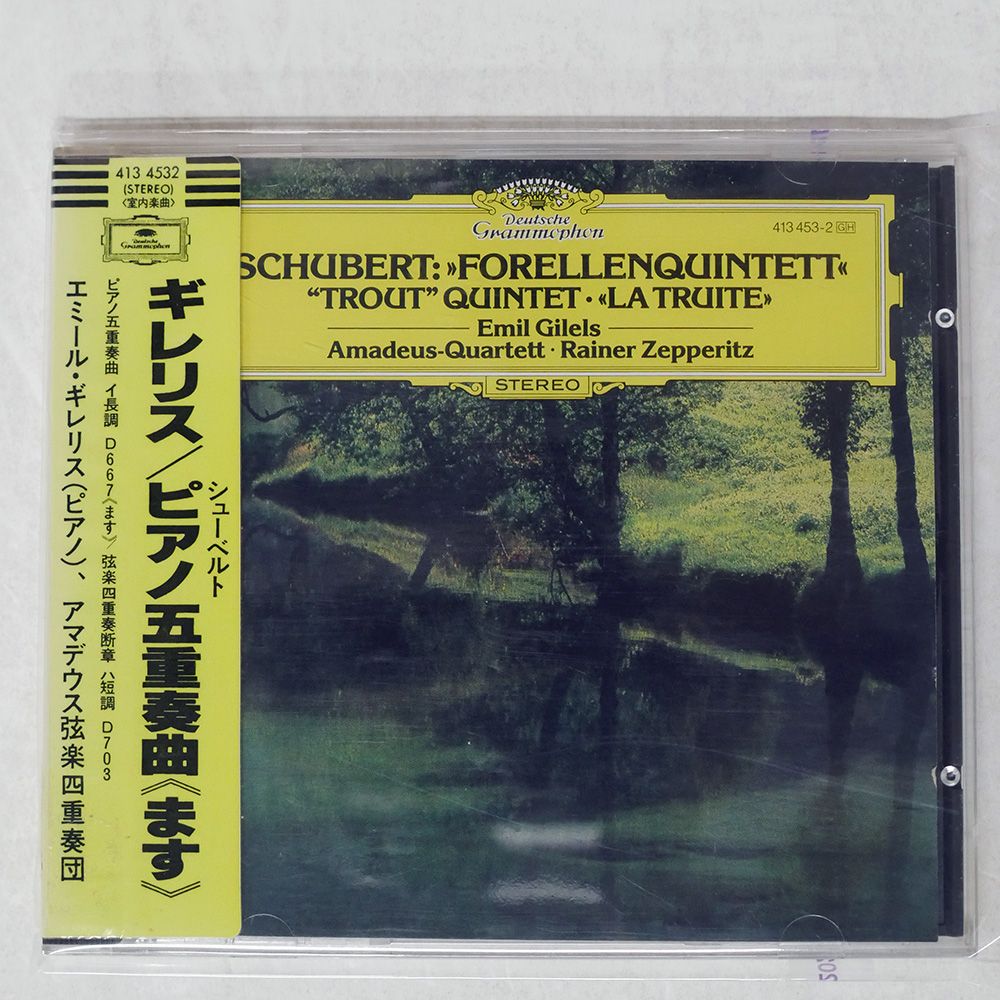 413 4532
(STEREO)
〈室内楽曲〉
Deutsche
Grammophon
シューベルト
ギレリス/ピアノ五重奏曲《ます》
ピアノ五重奏曲 イ長調 D667《ます》 弦楽四重奏断章 ハ短調 D703
エミール・ギレリス(ピアノ)、アマデウス弦楽四重奏団
Deutsche
Grammophon
413 453-2 GH
SCHUBERT: »FORELLENQUINTETT«
“TROUT” QUINTET · «LA TRUITE»
Emil Gilels
Amadeus-Quartett · Rainer Zepperitz
STEREO